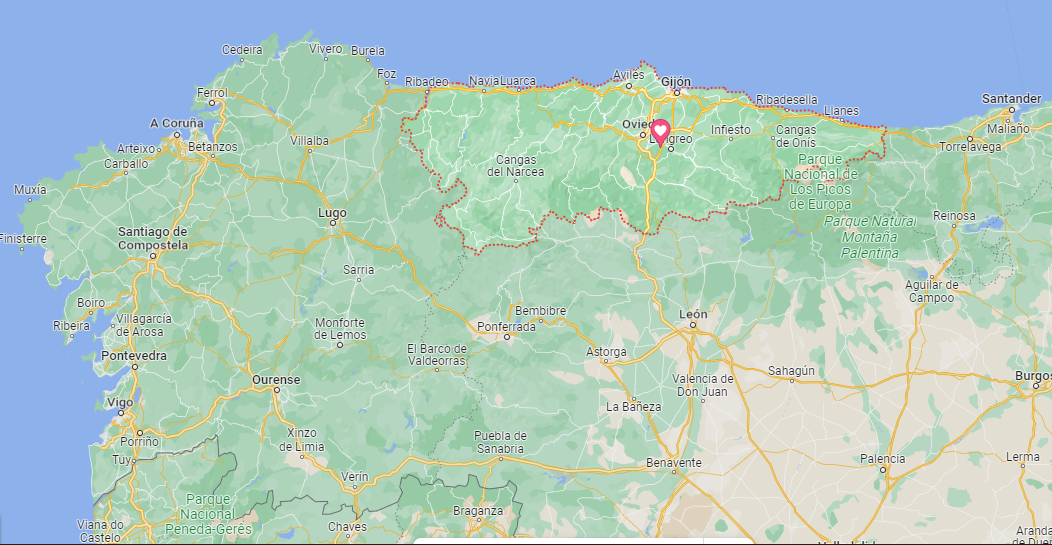 Cedeira
Vivero
Burela
Foz
Ribadeo
Navia
Luarca
Aviles
Gijón
Ferrol
Ribadesella
Llanes
Santander
A Coruña
Oviedo
Langreo
Infiesto
Cangas
de Onís
Maliaño
Arteixo
Betanzos
Villalba
Torrelavega
Carballo
Cangas
del Narcea
Parque
Nacional de
Los Picos
de Europa
Muxía
Lugo
Parque Natural
Montaña
Palentina
Reinosa
Finisterre
Santiago de
Compostela
Sarria
Aguilar de
Campoo
Boiro
Ribeira
Villagarcía
de Arosa
Bembibre
León
Monforte
de Lemos
Ponferrada
Pontevedra
El Barco de
Valdeorras
Astorga
Sahagún
Ourense
Valencia de
Don Juan
Burgos
Vigo
La Bañeza
Porriño
Xinzo
de Limia
Puebla de
Sanabria
Tuy
Benavente
Palencia
Lerma
Verín
Parque
Nacional
Peneda-Gerês
Braganza
Viana do
Castelo
Chaves
Aranda
de Duer